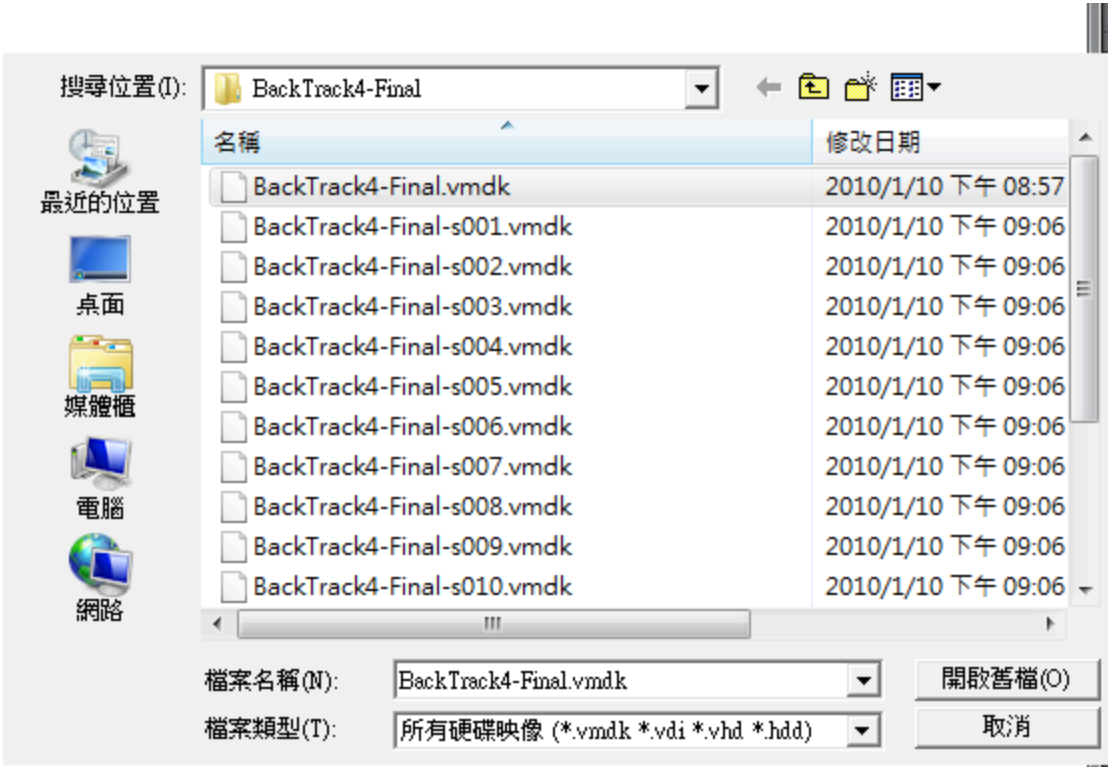 搜尋位置(I): BackTrack4-Final
名稱 修改日期
最近的位置
桌面
媒體櫃
電腦
網路
BackTrack4-Final.vmdk 2010/1/10 下午 08:57
BackTrack4-Final-s001.vmdk 2010/1/10 下午 09:06
BackTrack4-Final-s002.vmdk 2010/1/10 下午 09:06
BackTrack4-Final-s003.vmdk 2010/1/10 下午 09:06
BackTrack4-Final-s004.vmdk 2010/1/10 下午 09:06
BackTrack4-Final-s005.vmdk 2010/1/10 下午 09:06
BackTrack4-Final-s006.vmdk 2010/1/10 下午 09:06
BackTrack4-Final-s007.vmdk 2010/1/10 下午 09:06
BackTrack4-Final-s008.vmdk 2010/1/10 下午 09:06
BackTrack4-Final-s009.vmdk 2010/1/10 下午 09:06
BackTrack4-Final-s010.vmdk 2010/1/10 下午 09:06
檔案名稱(N): BackTrack4-Final.vmdk 開啟舊檔(O)
檔案類型(T): 所有硬碟映像 (*.vmdk *.vdi *.vhd *.hdd) 取消